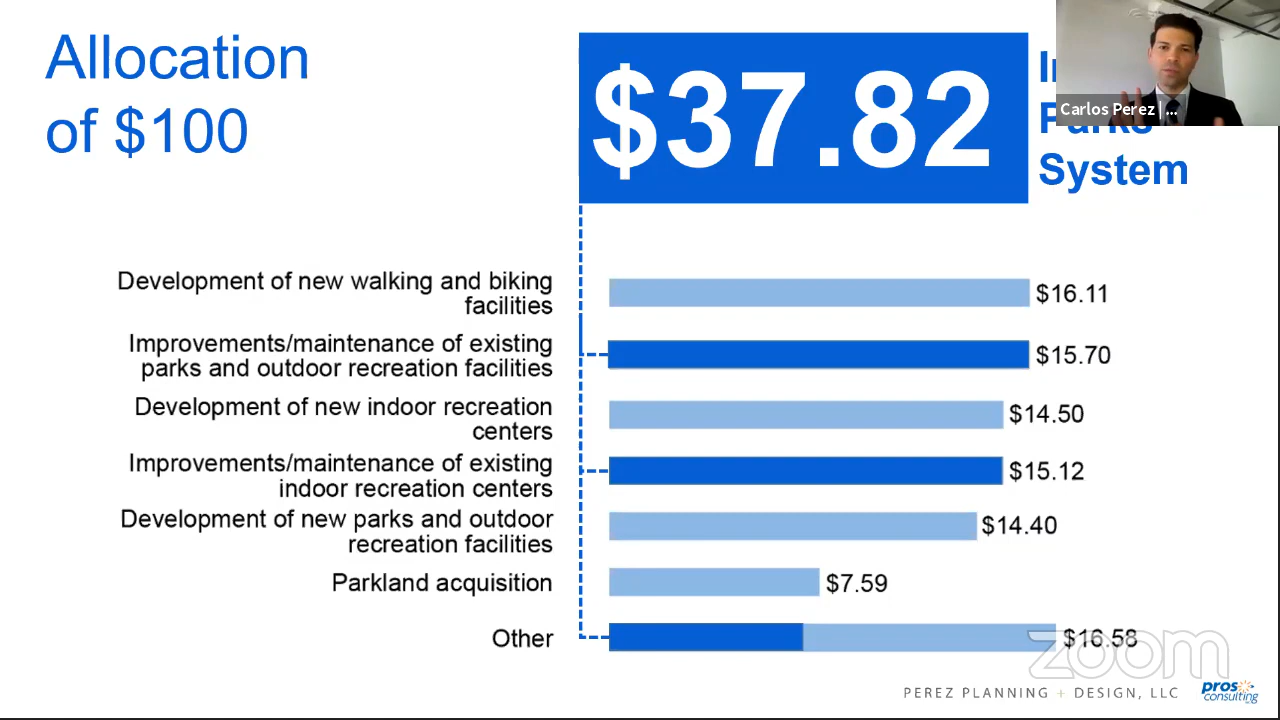 Allocation
of $100
$37.82
Parks
System
Carlos Perez | ...
Development of new walking and biking
facilities
$16.11
Improvements/maintenance of existing
parks and outdoor recreation facilities
$15.70
Development of new indoor recreation
centers
$14.50
Improvements/maintenance of existing
indoor recreation centers
$15.12
Development of new parks and outdoor
recreation facilities
$14.40
Parkland acquisition
$7.59
Other
$16.58
zoom
PEREZ PLANNING + DESIGN, LLC
pros
consulting